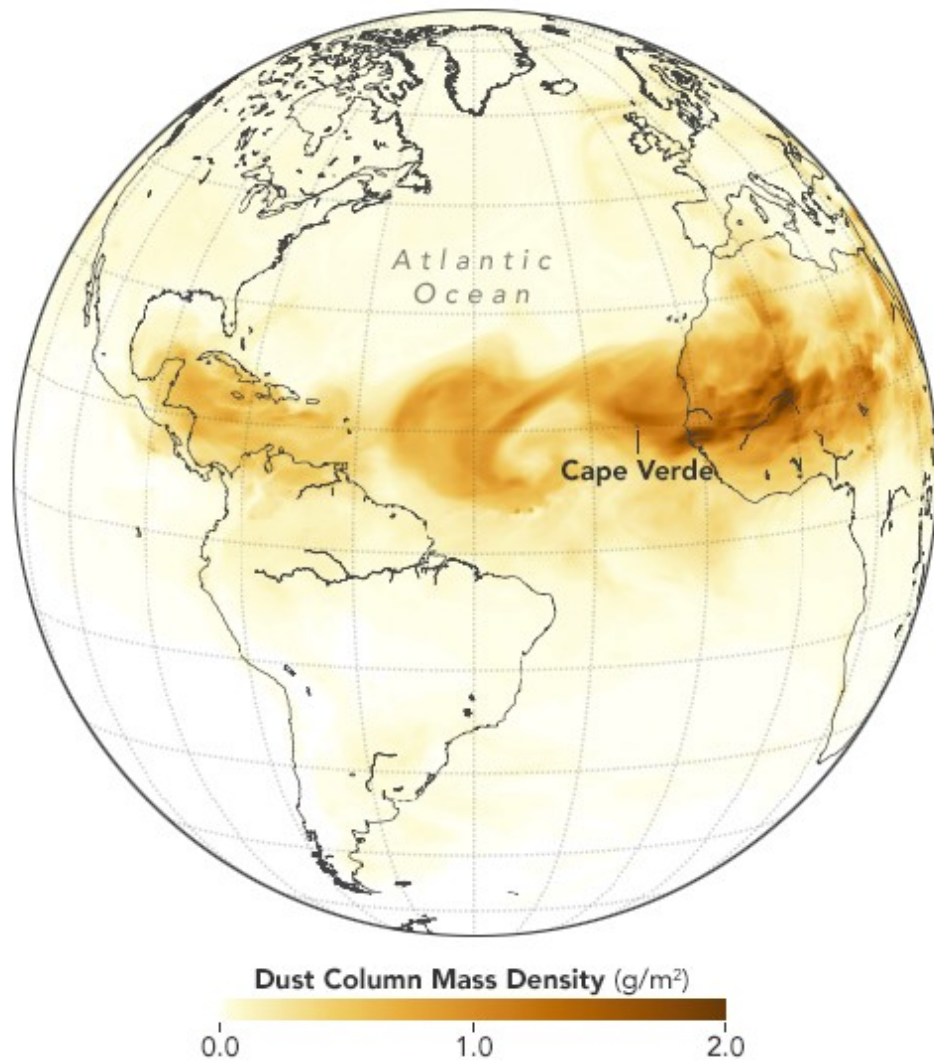 Atlantic
Ocean
Cape Verde
Dust Column Mass Density (g/m²)
0.0 1.0 2.0